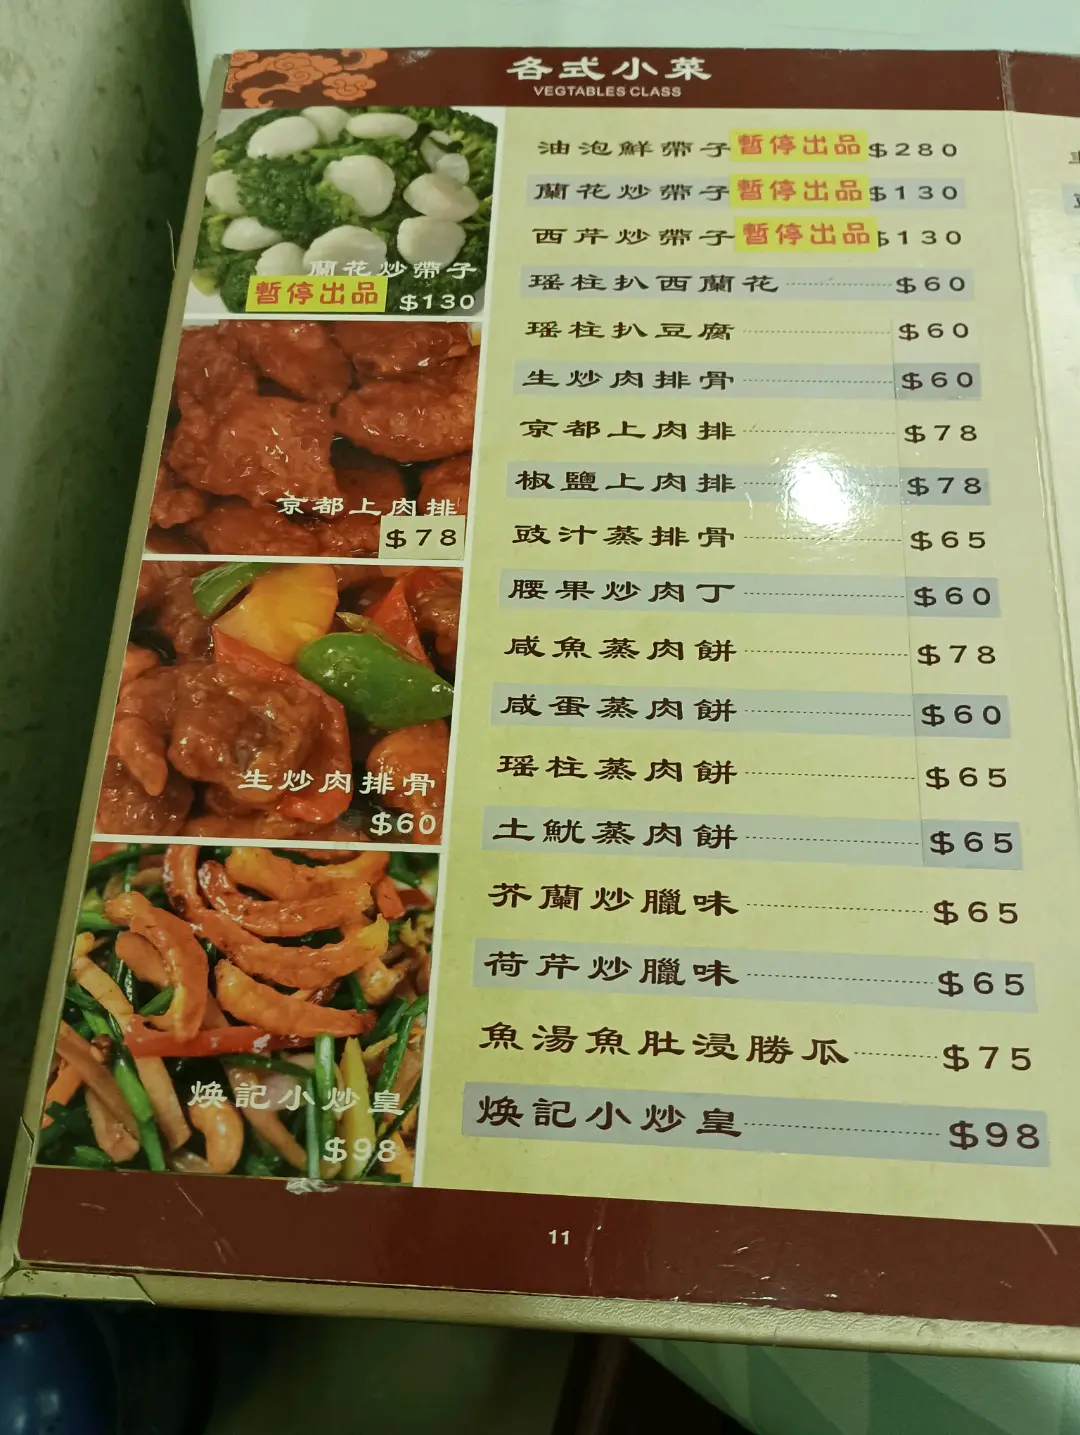 各式小菜
VEGTABLES CLASS
蘭花炒帶子
暫停出品 $130
京都上肉排
$78
生炒肉排骨
$60
煥記小炒皇
$98
油泡鮮帶子 暫停出品 $280
蘭花炒帶子 暫停出品 $130
西芹炒帶子 暫停出品 $130
瑤柱扒西蘭花 $60
瑤柱扒豆腐 $60
生炒肉排骨 $60
京都上肉排 $78
椒鹽上肉排 $78
豉汁蒸排骨 $65
腰果炒肉丁 $60
咸魚蒸肉餅 $78
咸蛋蒸肉餅 $60
瑤柱蒸肉餅 $65
土魷蒸肉餅 $65
芥蘭炒臘味 $65
荷芹炒臘味 $65
魚湯魚肚浸勝瓜 $75
煥記小炒皇 $98
11